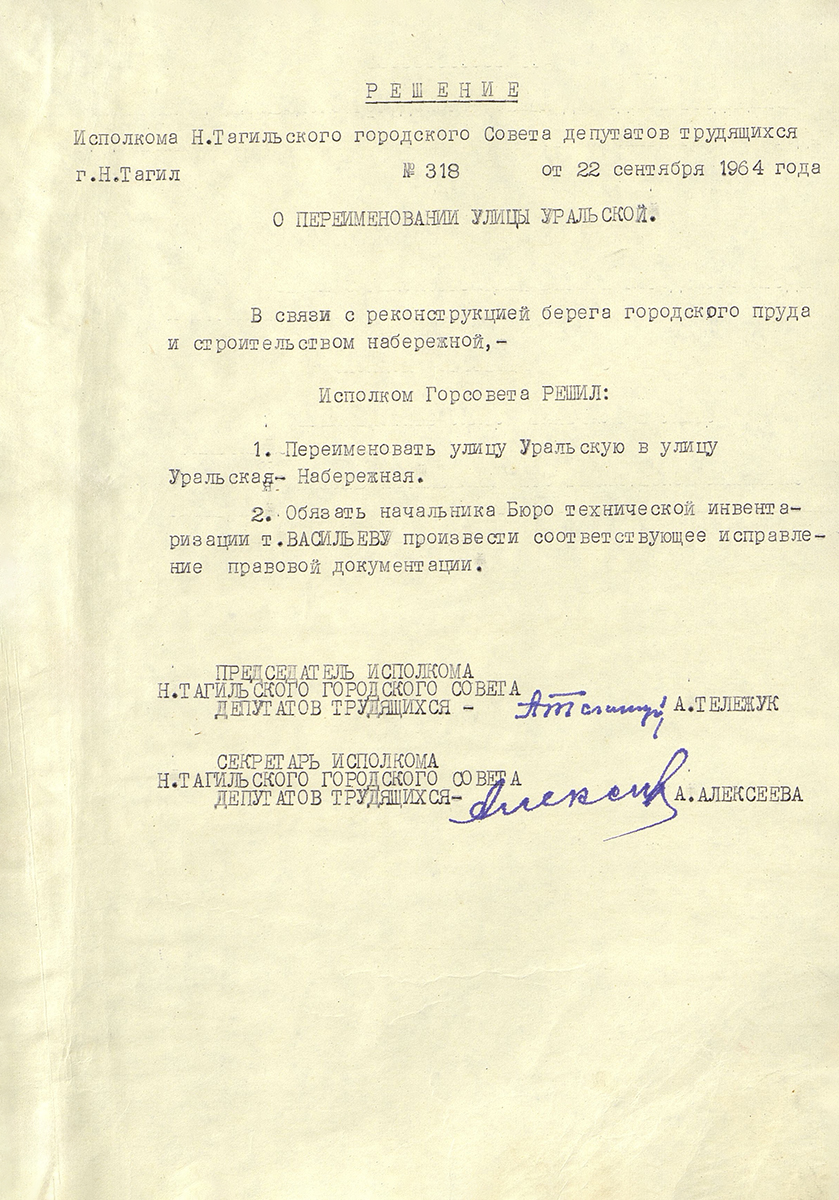 РЕШЕНИЕ
Исполкома Н.Тагильского городского Совета депутатов трудящихся
г.Н.Тагил № 318 от 22 сентября 1964 года
О ПЕРЕИМЕНОВАНИИ УЛИЦЫ УРАЛЬСКОЙ.
В связи с реконструкцией берега городского пруда
и строительством набережной,-
Исполком Горсовета РЕШИЛ:
1. Переименовать улицу Уральскую в улицу
Уральская- Набережная.
2. Обязать начальника Бюро технической инвента-
ризации т.ВАСИЛЬЕВУ произвести соответствующее исправле-
ние правовой документации.
ПРЕДСЕДАТЕЛЬ ИСПОЛКОМА
Н.ТАГИЛЬСКОГО ГОРОДСКОГО СОВЕТА
ДЕПУТАТОВ ТРУДЯЩИХСЯ - А.ТЕЛЕЖУК
СЕКРЕТАРЬ ИСПОЛКОМА
Н.ТАГИЛЬСКОГО ГОРОДСКОГО СОВЕТА
ДЕПУТАТОВ ТРУДЯЩИХСЯ- А.АЛЕКСЕЕВА